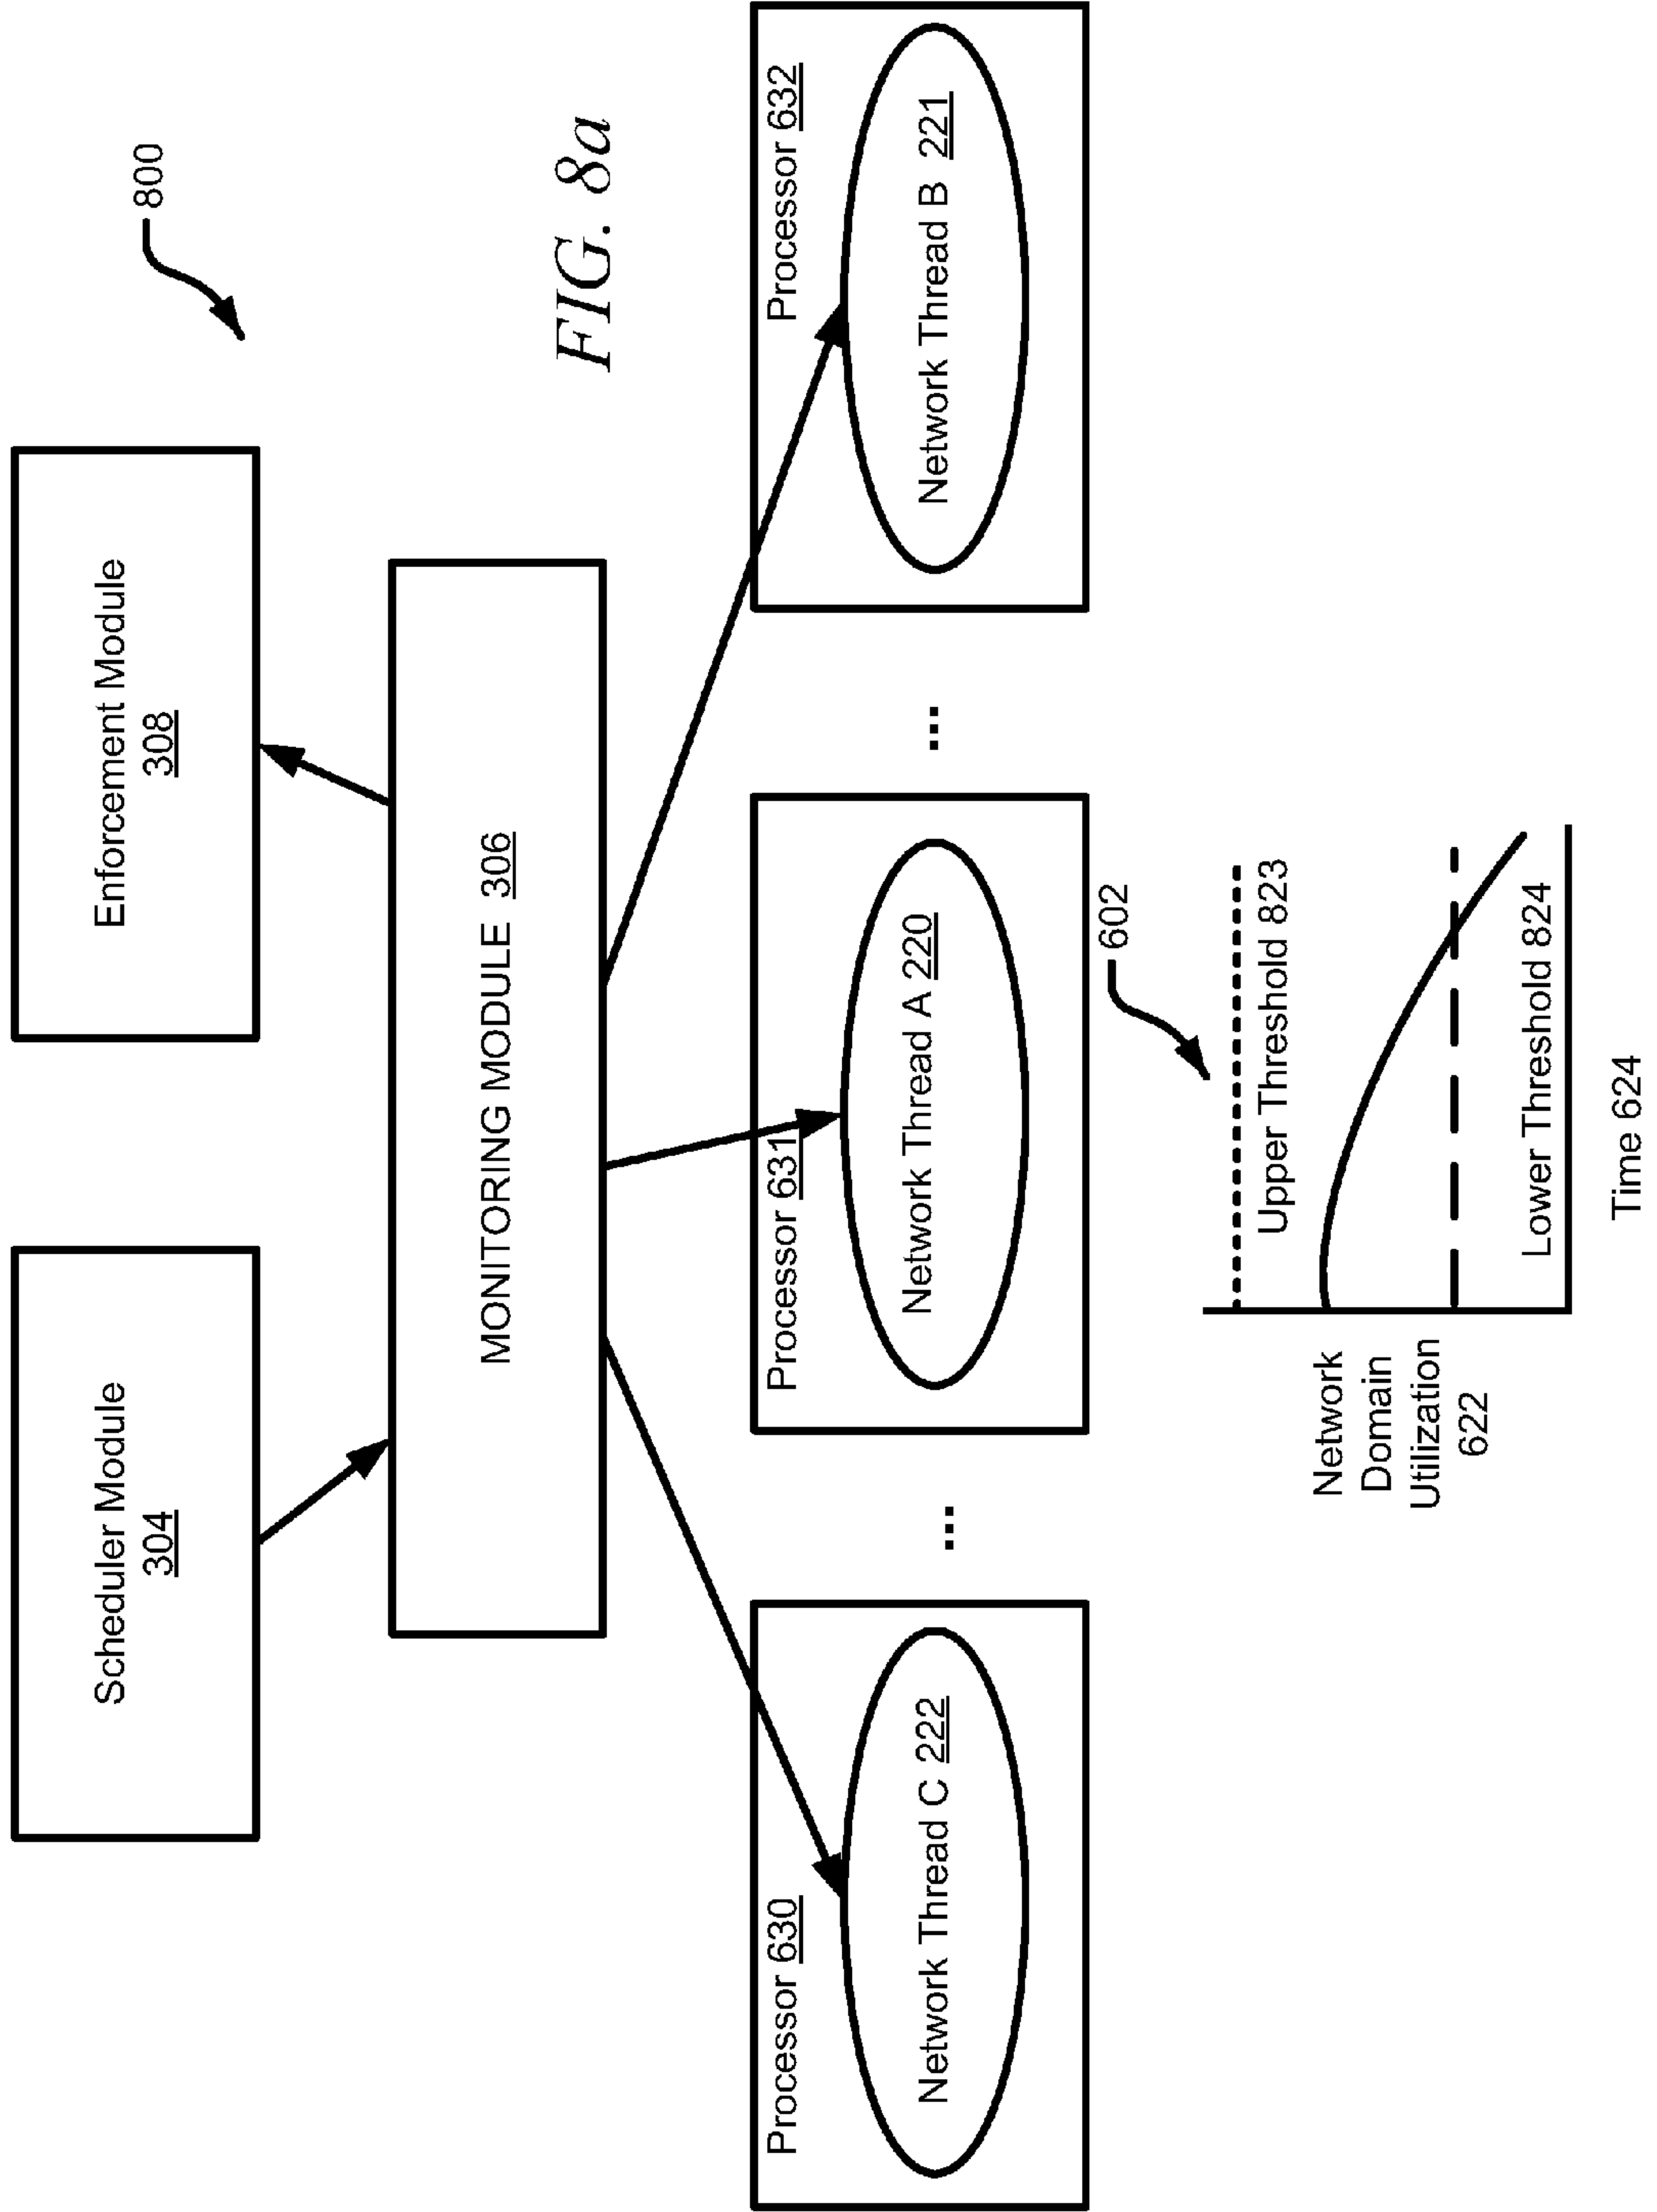 800
Scheduler Module
304
Enforcement Module
308
MONITORING MODULE 306
FIG. 8a
Processor 630
Network Thread C 222
...
Processor 631
Network Thread A 220
...
Processor 632
Network Thread B 221
602
Network
Domain
Utilization
622
Upper Threshold 823
Lower Threshold 824
Time 624